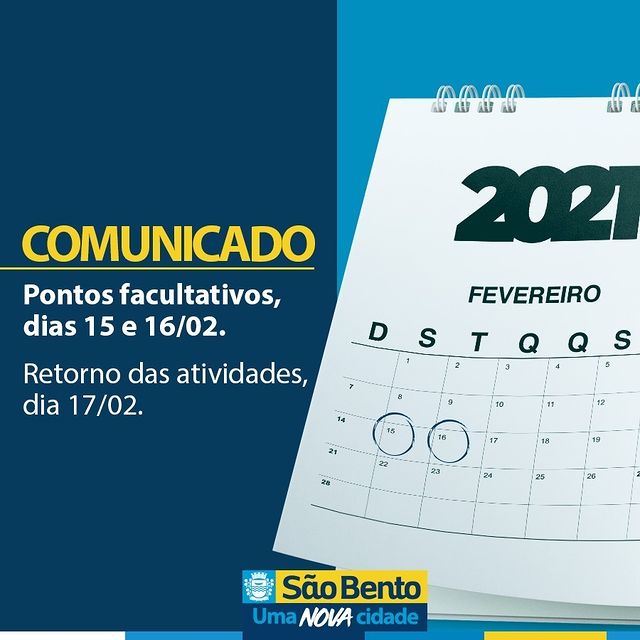 COMUNICADO
Pontos facultativos,
dias 15 e 16/02.
Retorno das atividades,
dia 17/02.
2021
FEVEREIRO
D S T Q Q S
1 2 3 4 5
7 8 9 10 11 12
14 15 16 17 18 19
21 22 23 24 25 26
28
São Bento
Uma NOVA cidade